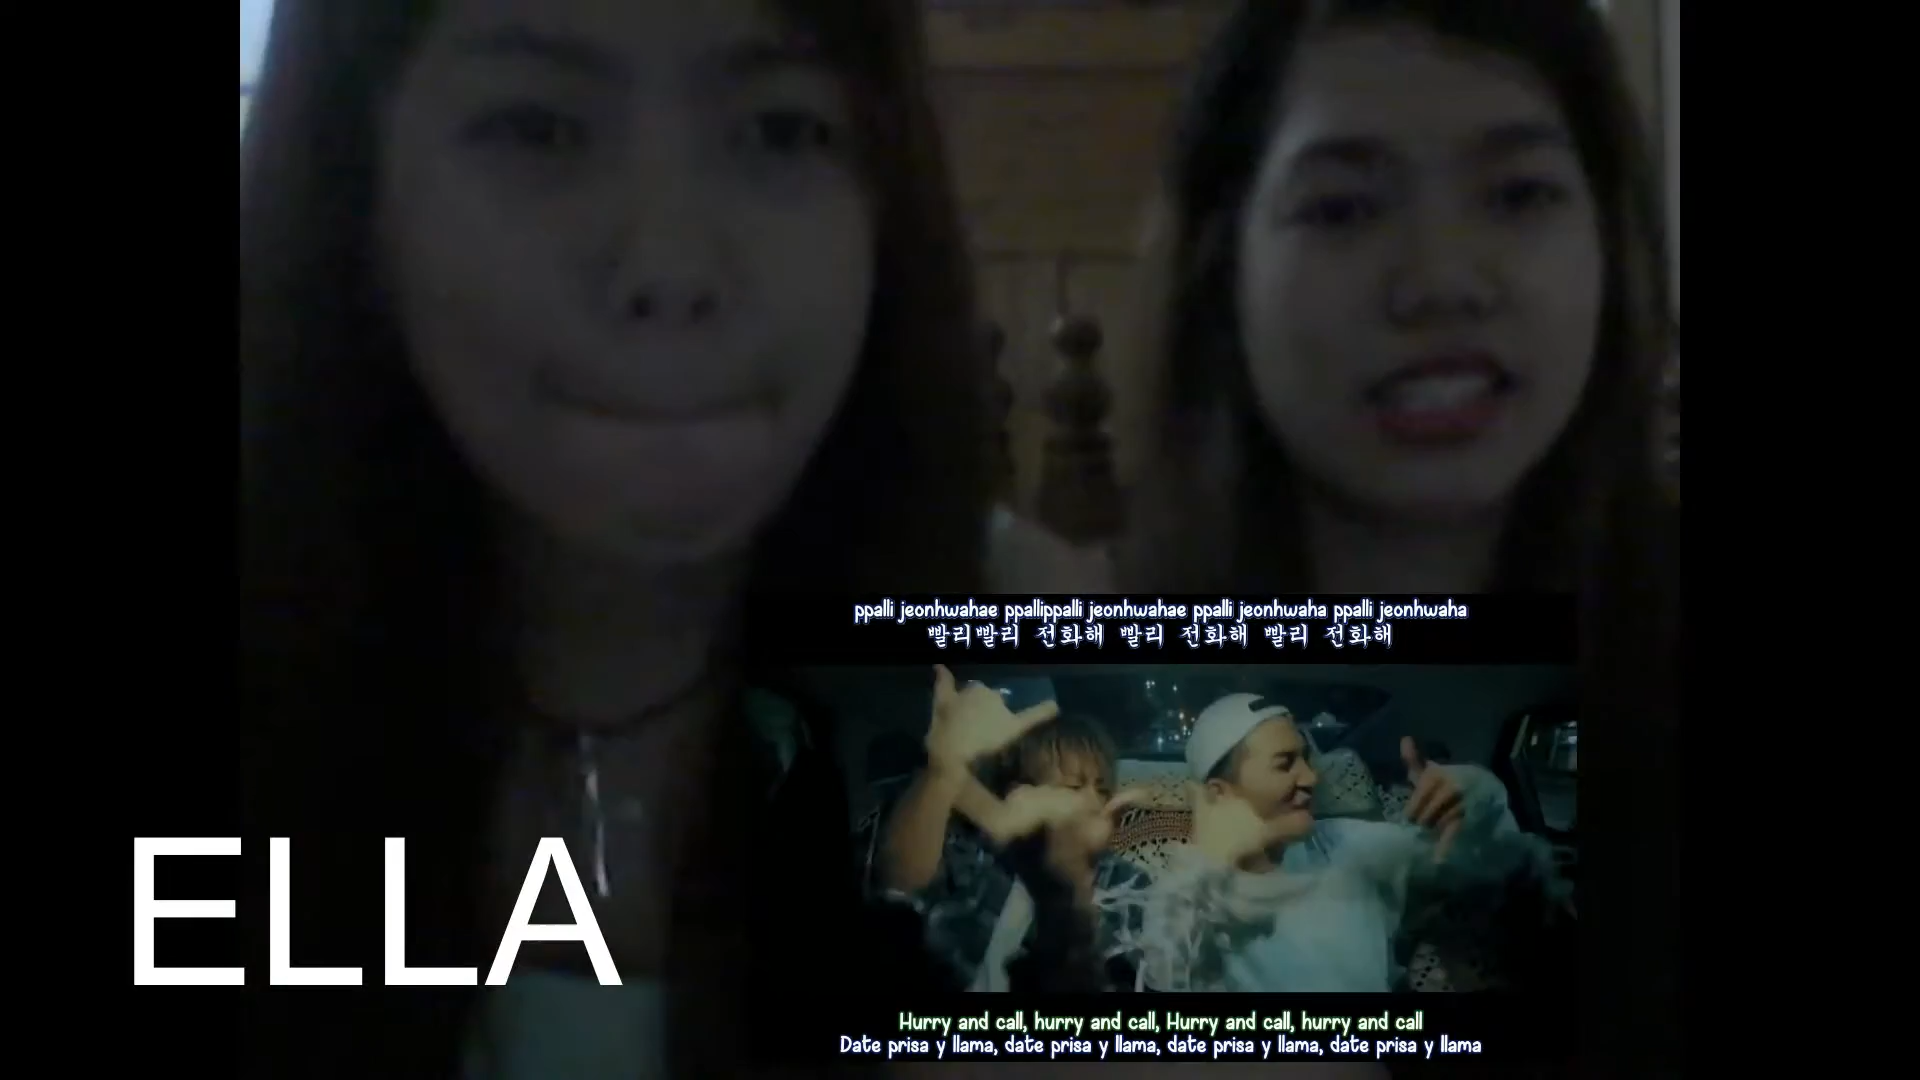 ppalli jeonhwahae ppallippalli jeonhwahae ppalli jeonhwaha ppalli jeonhwaha
빨리빨리 전화해 빨리 전화해 빨리 전화해
ELLA
Hurry and call, hurry and call, Hurry and call, hurry and call
Date prisa y llama, date prisa y llama, date prisa y llama, date prisa y llama